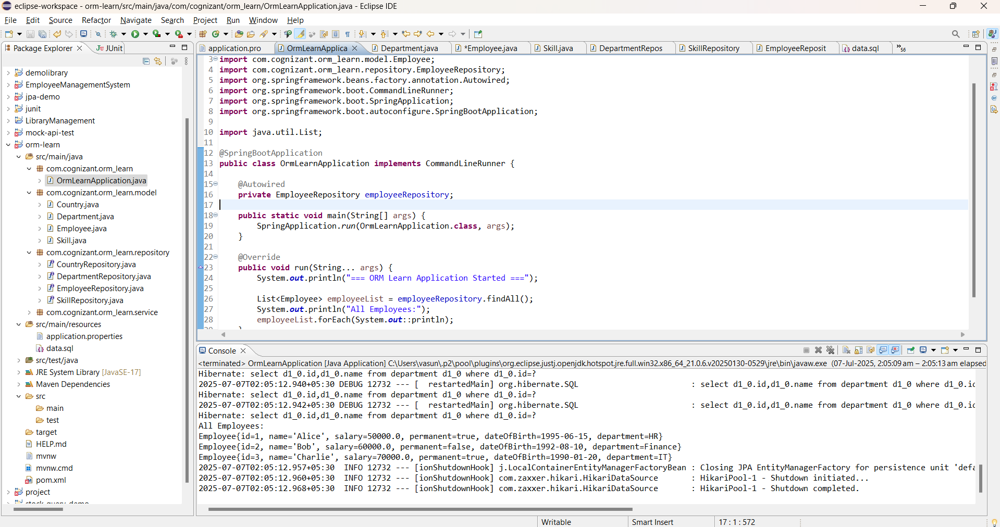 eclipse-workspace - orm-learn/src/main/java/com/cognizant/orm_learn/OrmLearnApplication.java - Eclipse IDE
File Edit Source Refactor Navigate Search Project Run Window Help
Package Explorer
JUnit
demolibrary
EmployeeManagementSystem
jpa-demo
junit
LibraryManagement
mock-api-test
orm-learn
src/main/java
com.cognizant.orm_learn
OrmLearnApplication.java
com.cognizant.orm_learn.model
Country.java
Department.java
Employee.java
Skill.java
com.cognizant.orm_learn.repository
CountryRepository.java
DepartmentRepository.java
EmployeeRepository.java
SkillRepository.java
com.cognizant.orm_learn.service
src/main/resources
application.properties
data.sql
src/test/java
JRE System Library [JavaSE-17]
Maven Dependencies
src
main
test
target
HELP.md
mvnw
mvnw.cmd
pom.xml
project
application.pro OrmLearnApplica Department.java *Employee.java Skill.java DepartmentRepos SkillRepository EmployeeReposit data.sql »56
3 import com.cognizant.orm_learn.model.Employee;
4 import com.cognizant.orm_learn.repository.EmployeeRepository;
5 import org.springframework.beans.factory.annotation.Autowired;
6 import org.springframework.boot.CommandLineRunner;
7 import org.springframework.boot.SpringApplication;
8 import org.springframework.boot.autoconfigure.SpringBootApplication;
9
10 import java.util.List;
11
12 @SpringBootApplication
13 public class OrmLearnApplication implements CommandLineRunner {
14
15 @Autowired
16 private EmployeeRepository employeeRepository;
17
18 public static void main(String[] args) {
19 SpringApplication.run(OrmLearnApplication.class, args);
20 }
21
22 @Override
23 public void run(String... args) {
24 System.out.println("=== ORM Learn Application Started ===");
25
26 List<Employee> employeeList = employeeRepository.findAll();
27 System.out.println("All Employees:");
28 employeeList.forEach(System.out::println);
Console
<terminated> OrmLearnApplication [Java Application] C:\Users\vasun\.p2\pool\plugins\org.eclipse.justj.openjdk.hotspot.jre.full.win32.x86_64_21.0.6.v20250130-0529\jre\bin\javaw.exe (07-Jul-2025, 2:05:09 am – 2:05:13 am elapsed
Hibernate: select d1_0.id,d1_0.name from department d1_0 where d1_0.id=?
2025-07-07T02:05:12.940+05:30 DEBUG 12732 --- [ restartedMain] org.hibernate.SQL : select d1_0.id,d1_0.name from department d1_0 where d1_0.id
Hibernate: select d1_0.id,d1_0.name from department d1_0 where d1_0.id=?
2025-07-07T02:05:12.942+05:30 DEBUG 12732 --- [ restartedMain] org.hibernate.SQL : select d1_0.id,d1_0.name from department d1_0 where d1_0.id
Hibernate: select d1_0.id,d1_0.name from department d1_0 where d1_0.id=?
All Employees:
Employee{id=1, name='Alice', salary=50000.0, permanent=true, dateOfBirth=1995-06-15, department=HR}
Employee{id=2, name='Bob', salary=60000.0, permanent=false, dateOfBirth=1992-08-10, department=Finance}
Employee{id=3, name='Charlie', salary=70000.0, permanent=true, dateOfBirth=1990-01-20, department=IT}
2025-07-07T02:05:12.957+05:30 INFO 12732 --- [ionShutdownHook] j.LocalContainerEntityManagerFactoryBean : Closing JPA EntityManagerFactory for persistence unit 'defa
2025-07-07T02:05:12.960+05:30 INFO 12732 --- [ionShutdownHook] com.zaxxer.hikari.HikariDataSource : HikariPool-1 - Shutdown initiated...
2025-07-07T02:05:12.968+05:30 INFO 12732 --- [ionShutdownHook] com.zaxxer.hikari.HikariDataSource : HikariPool-1 - Shutdown completed.
Writable Smart Insert 17 : 1 : 572